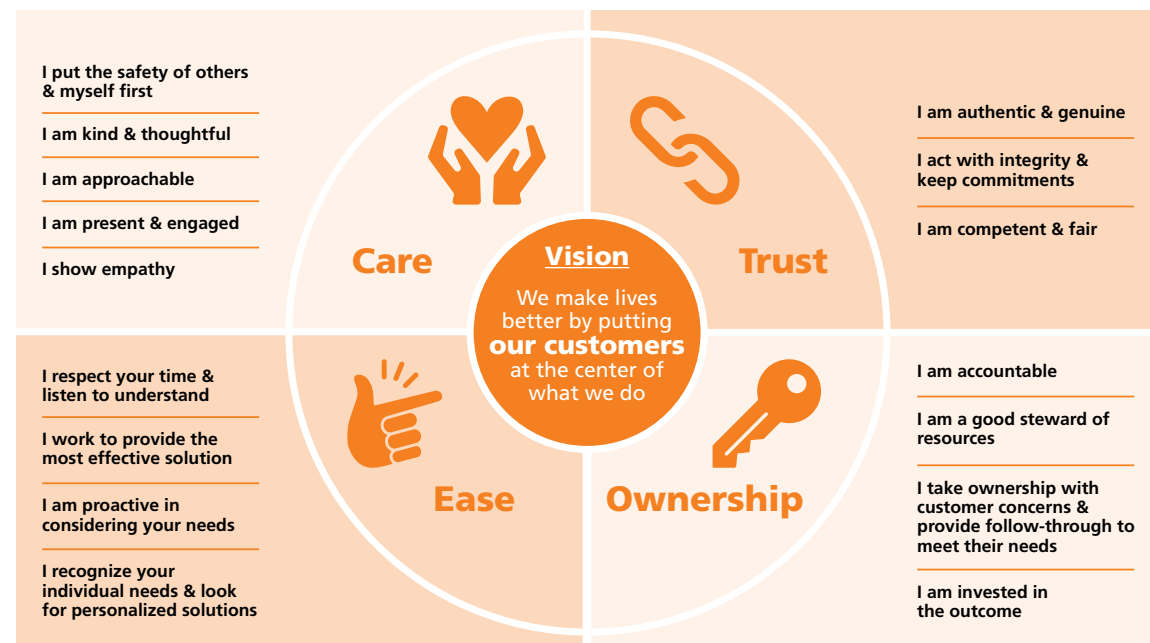 I put the safety of others
& myself first
I am kind & thoughtful
I am approachable
I am present & engaged
I show empathy
Care
Trust
I am authentic & genuine
I act with integrity &
keep commitments
I am competent & fair
Vision
We make lives
better by putting
our customers
at the center of
what we do
I respect your time &
listen to understand
I work to provide the
most effective solution
I am proactive in
considering your needs
I recognize your
individual needs & look
for personalized solutions
Ease
Ownership
I am accountable
I am a good steward of
resources
I take ownership with
customer concerns &
provide follow-through to
meet their needs
I am invested in
the outcome